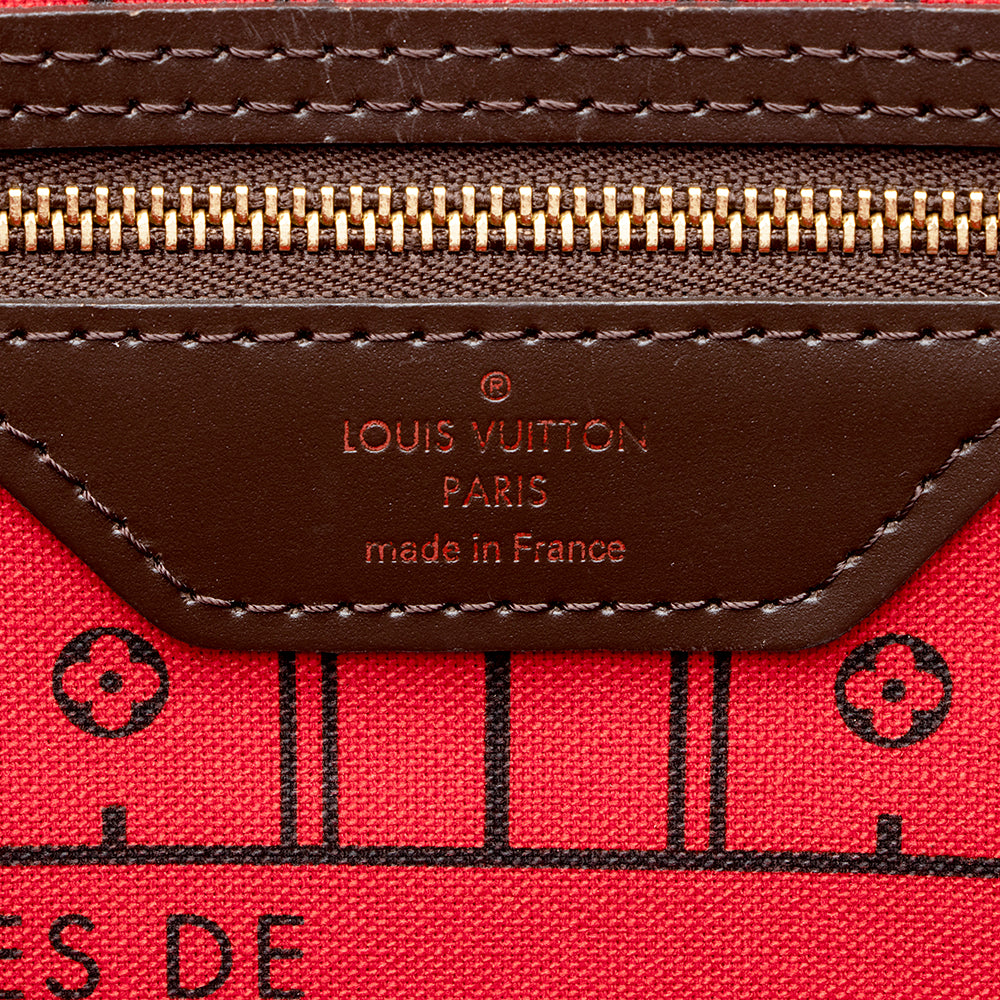 ®
LOUIS VUITTON
PARIS
made in France
ES DE